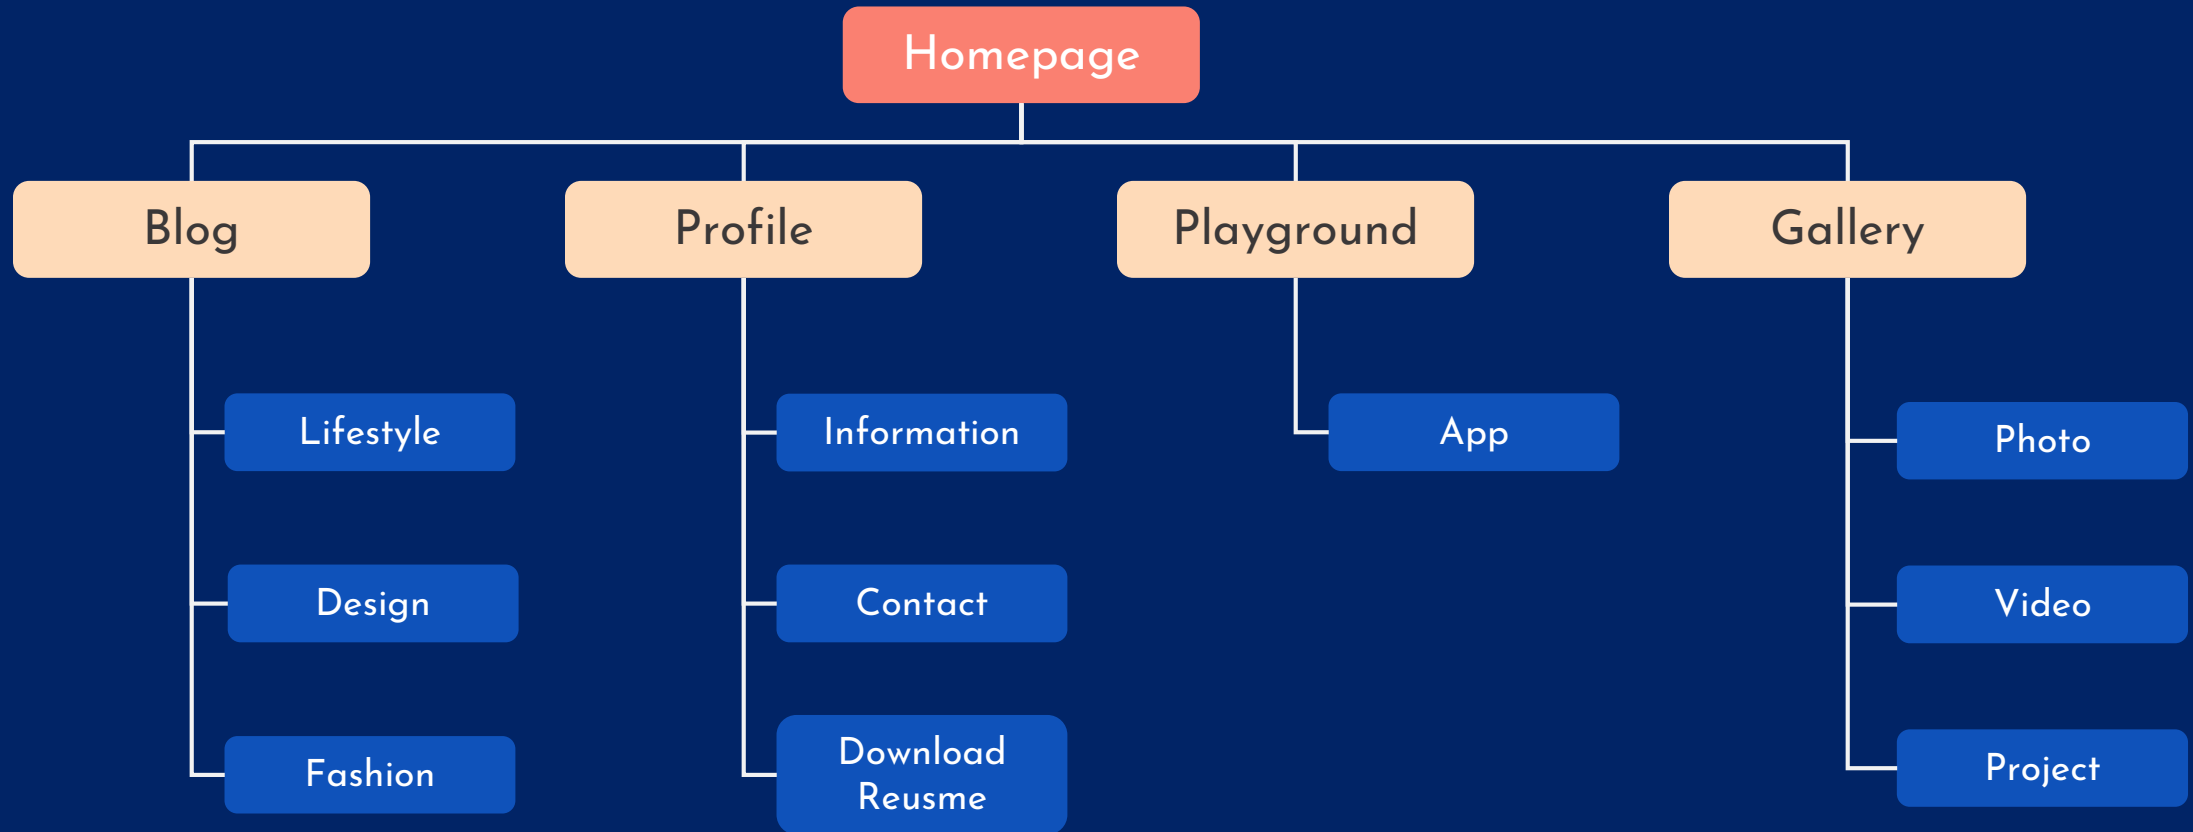 Homepage
Blog
Profile
Playground
Gallery
Lifestyle
Information
App
Photo
Design
Contact
Video
Fashion
Download
Reusme
Project